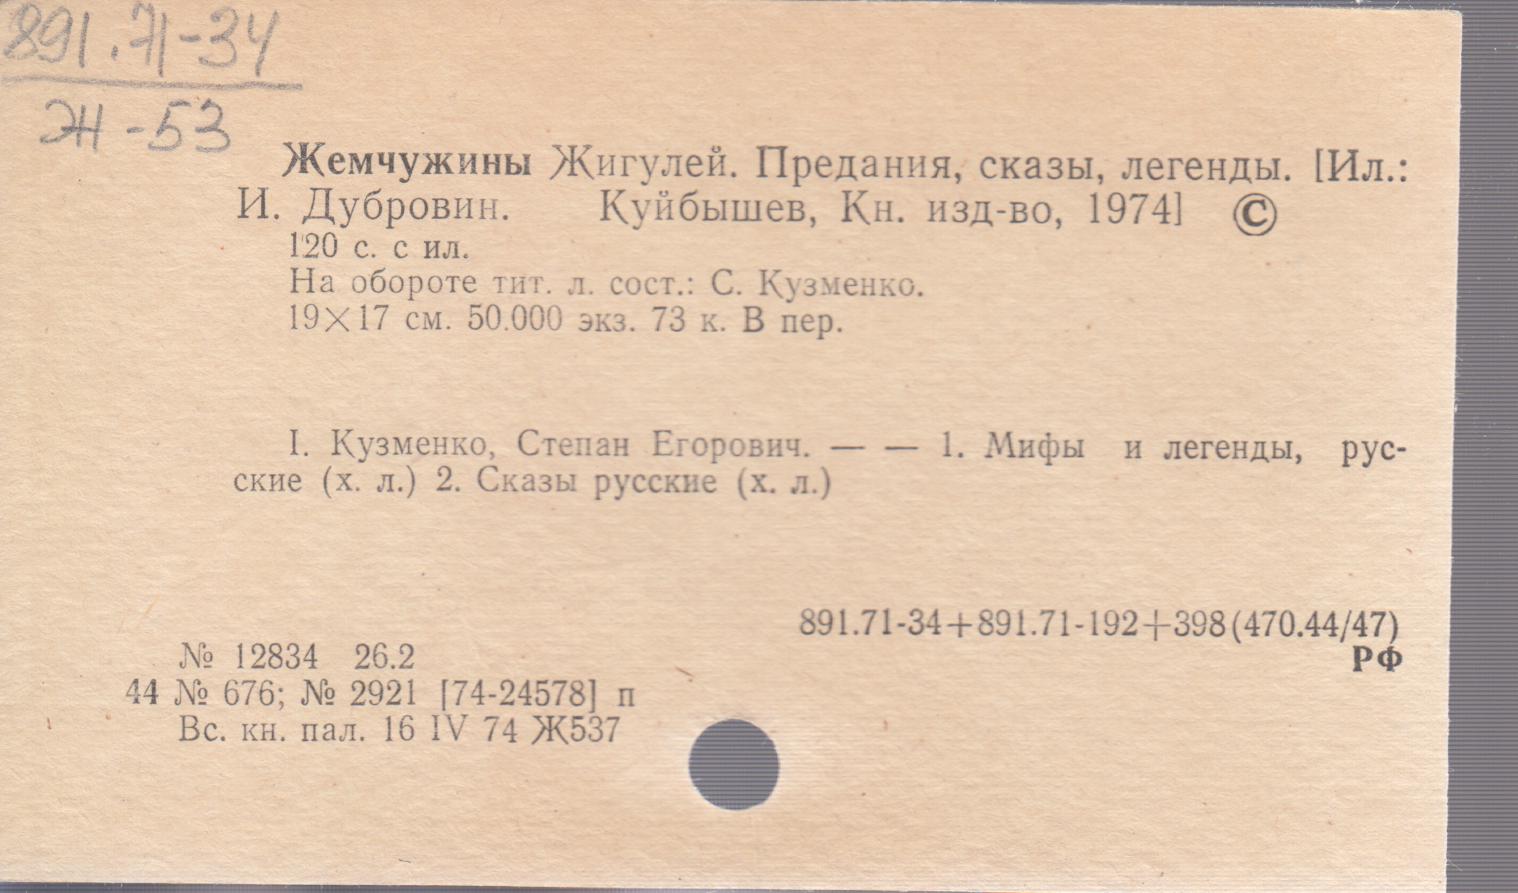 891.71-34
Ж-53
Жемчужины Жигулей. Предания, сказы, легенды. [Ил.:
И. Дубровин. Куйбышев, Кн. изд-во, 1974] ©
120 с. с ил.
На обороте тит. л. сост.: С. Кузменко.
19×17 см. 50.000 экз. 73 к. В пер.
I. Кузменко, Степан Егорович. — — 1. Мифы и легенды, рус-
ские (х. л.) 2. Сказы русские (х. л.)
891.71-34+891.71-192+398(470.44/47)
РФ
№ 12834 26.2
44 № 676; № 2921 [74-24578] п
Вс. кн. пал. 16 IV 74 Ж537